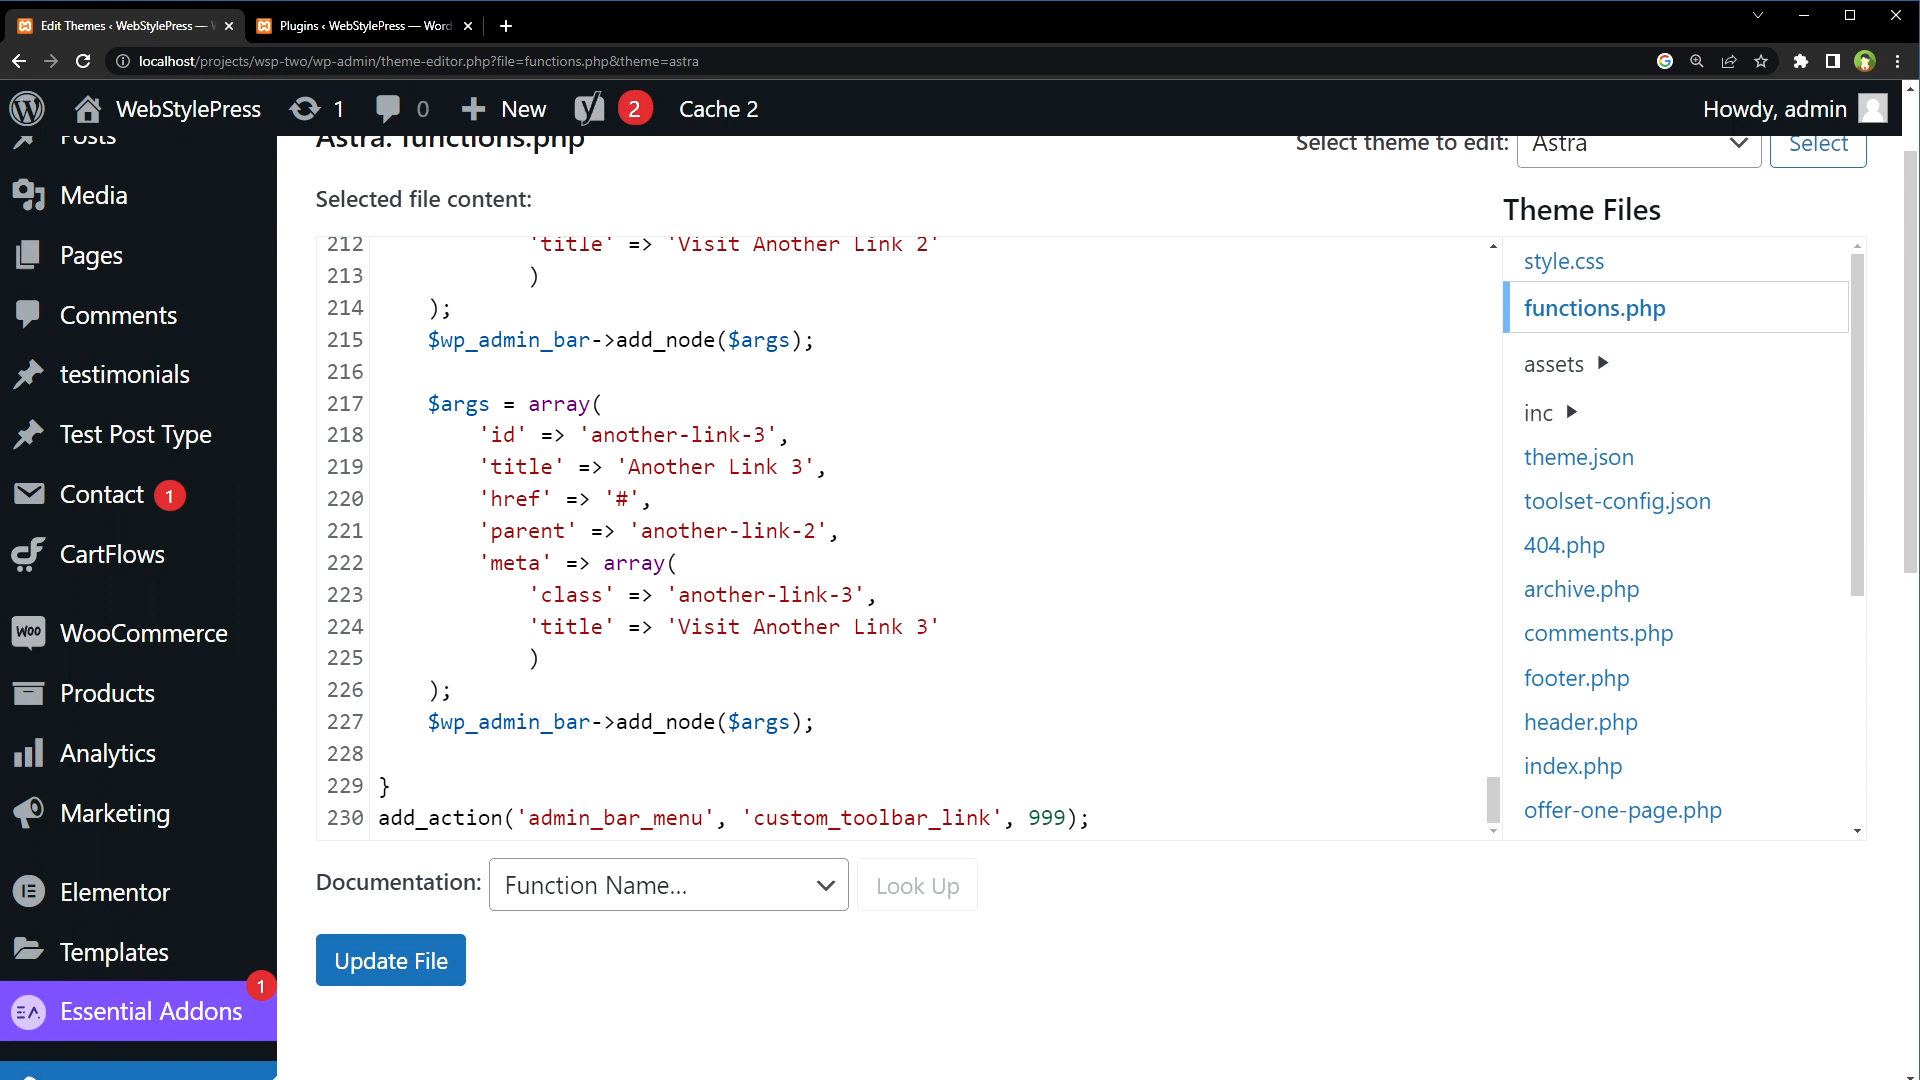 Edit Themes ‹ WebStylePress —
Plugins ‹ WebStylePress — Word
localhost/projects/wsp-two/wp-admin/theme-editor.php?file=functions.php&theme=astra
WebStylePress
1
0
New
2
Cache 2
Howdy, admin
Posts
Media
Pages
Comments
testimonials
Test Post Type
Contact 1
CartFlows
WooCommerce
Products
Analytics
Marketing
Elementor
Templates
Essential Addons 1
Astra: functions.php
Select theme to edit: Astra Select
Selected file content:
212 'title' => 'Visit Another Link 2'
213 )
214 );
215 $wp_admin_bar->add_node($args);
216
217 $args = array(
218 'id' => 'another-link-3',
219 'title' => 'Another Link 3',
220 'href' => '#',
221 'parent' => 'another-link-2',
222 'meta' => array(
223 'class' => 'another-link-3',
224 'title' => 'Visit Another Link 3'
225 )
226 );
227 $wp_admin_bar->add_node($args);
228
229 }
230 add_action('admin_bar_menu', 'custom_toolbar_link', 999);
Theme Files
style.css
functions.php
assets
inc
theme.json
toolset-config.json
404.php
archive.php
comments.php
footer.php
header.php
index.php
offer-one-page.php
Documentation: Function Name... Look Up
Update File